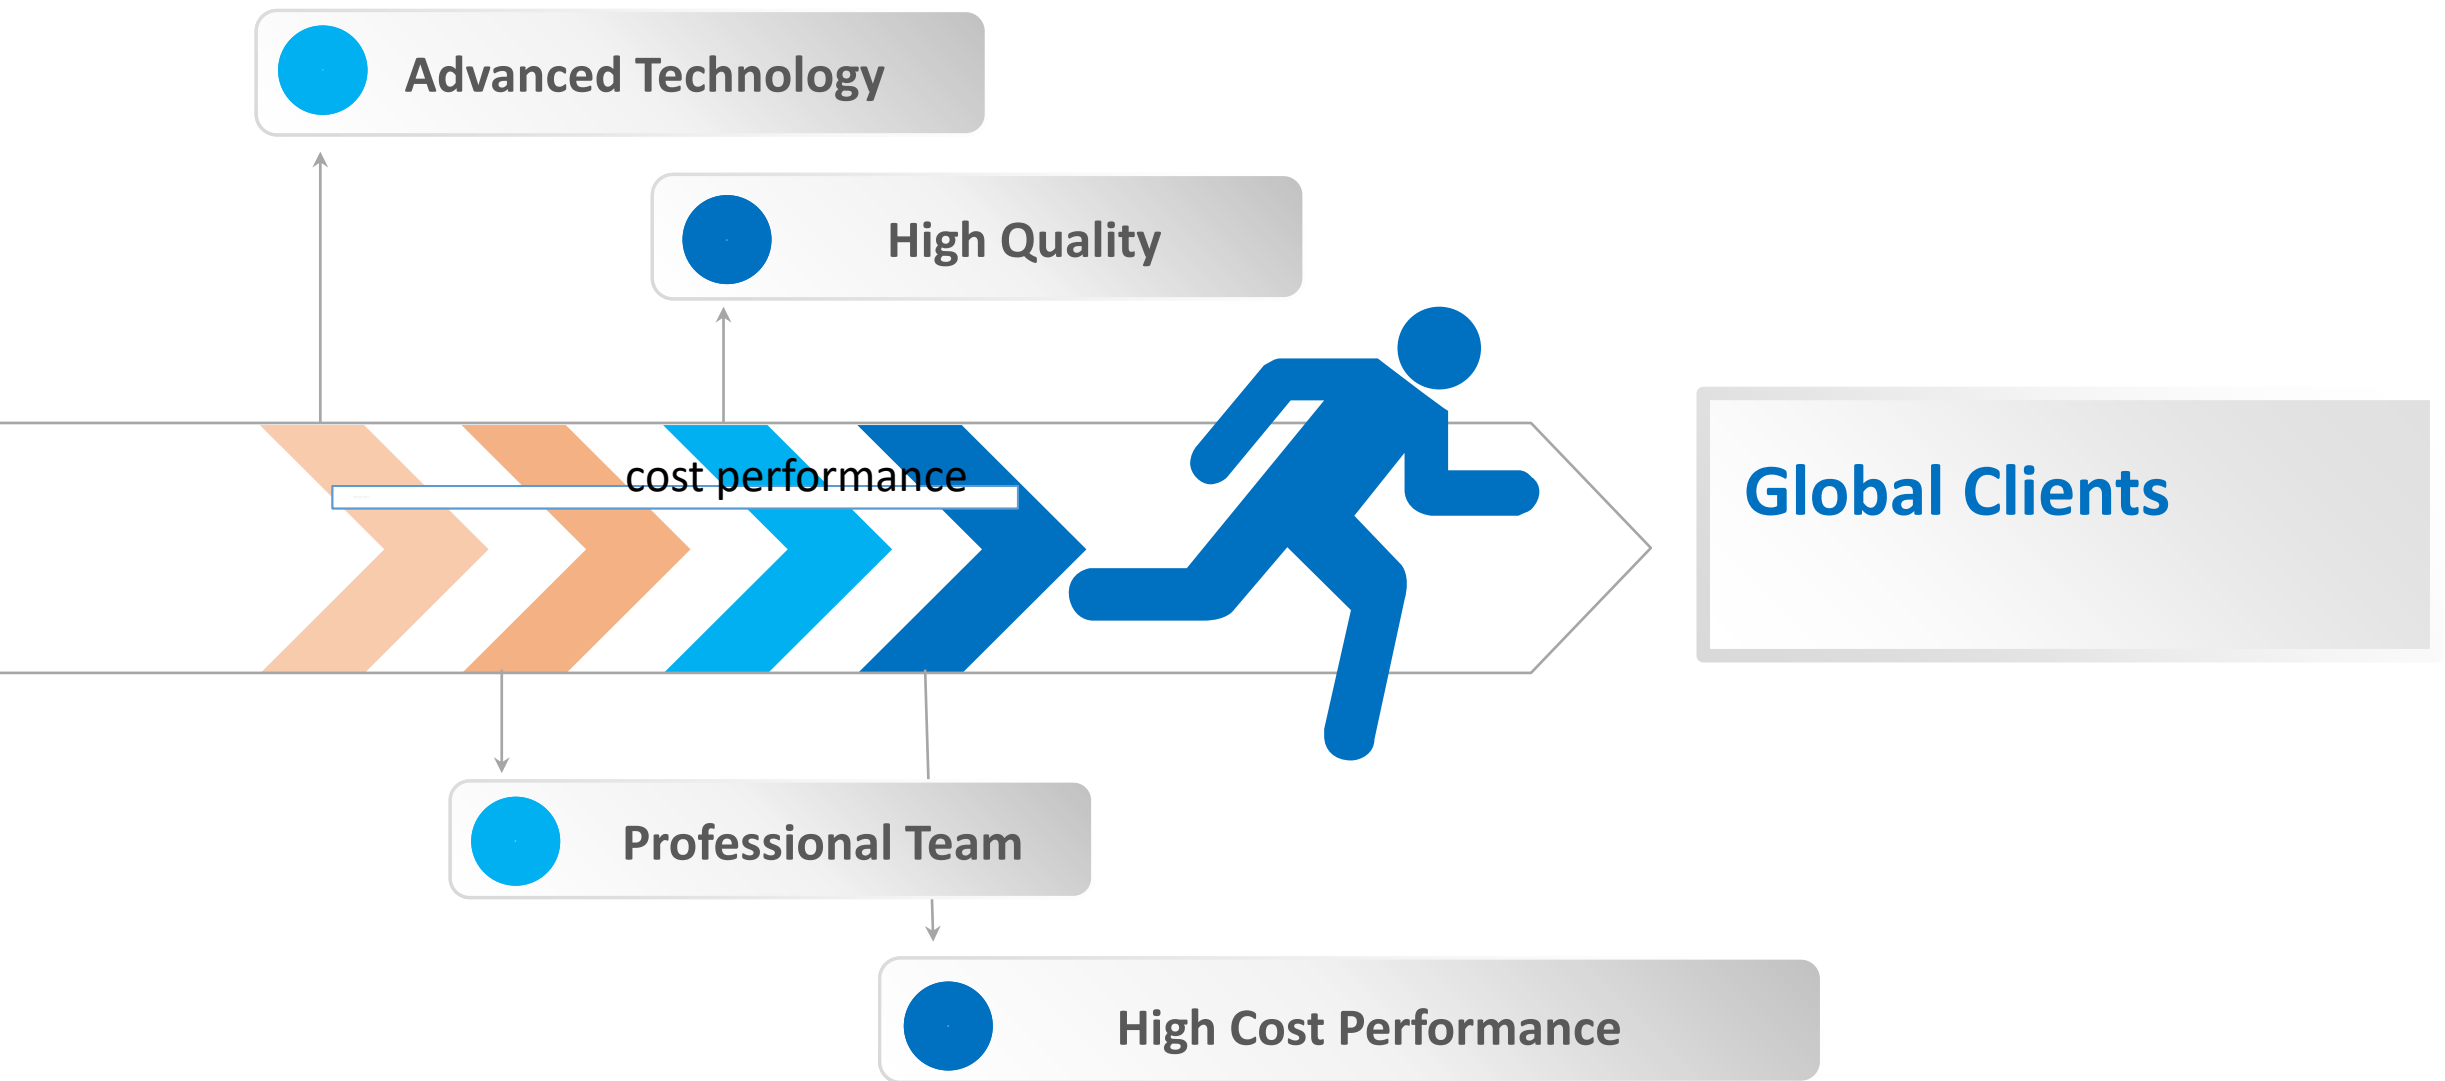 Advanced Technology
High Quality
cost performance
Global Clients
Professional Team
High Cost Performance